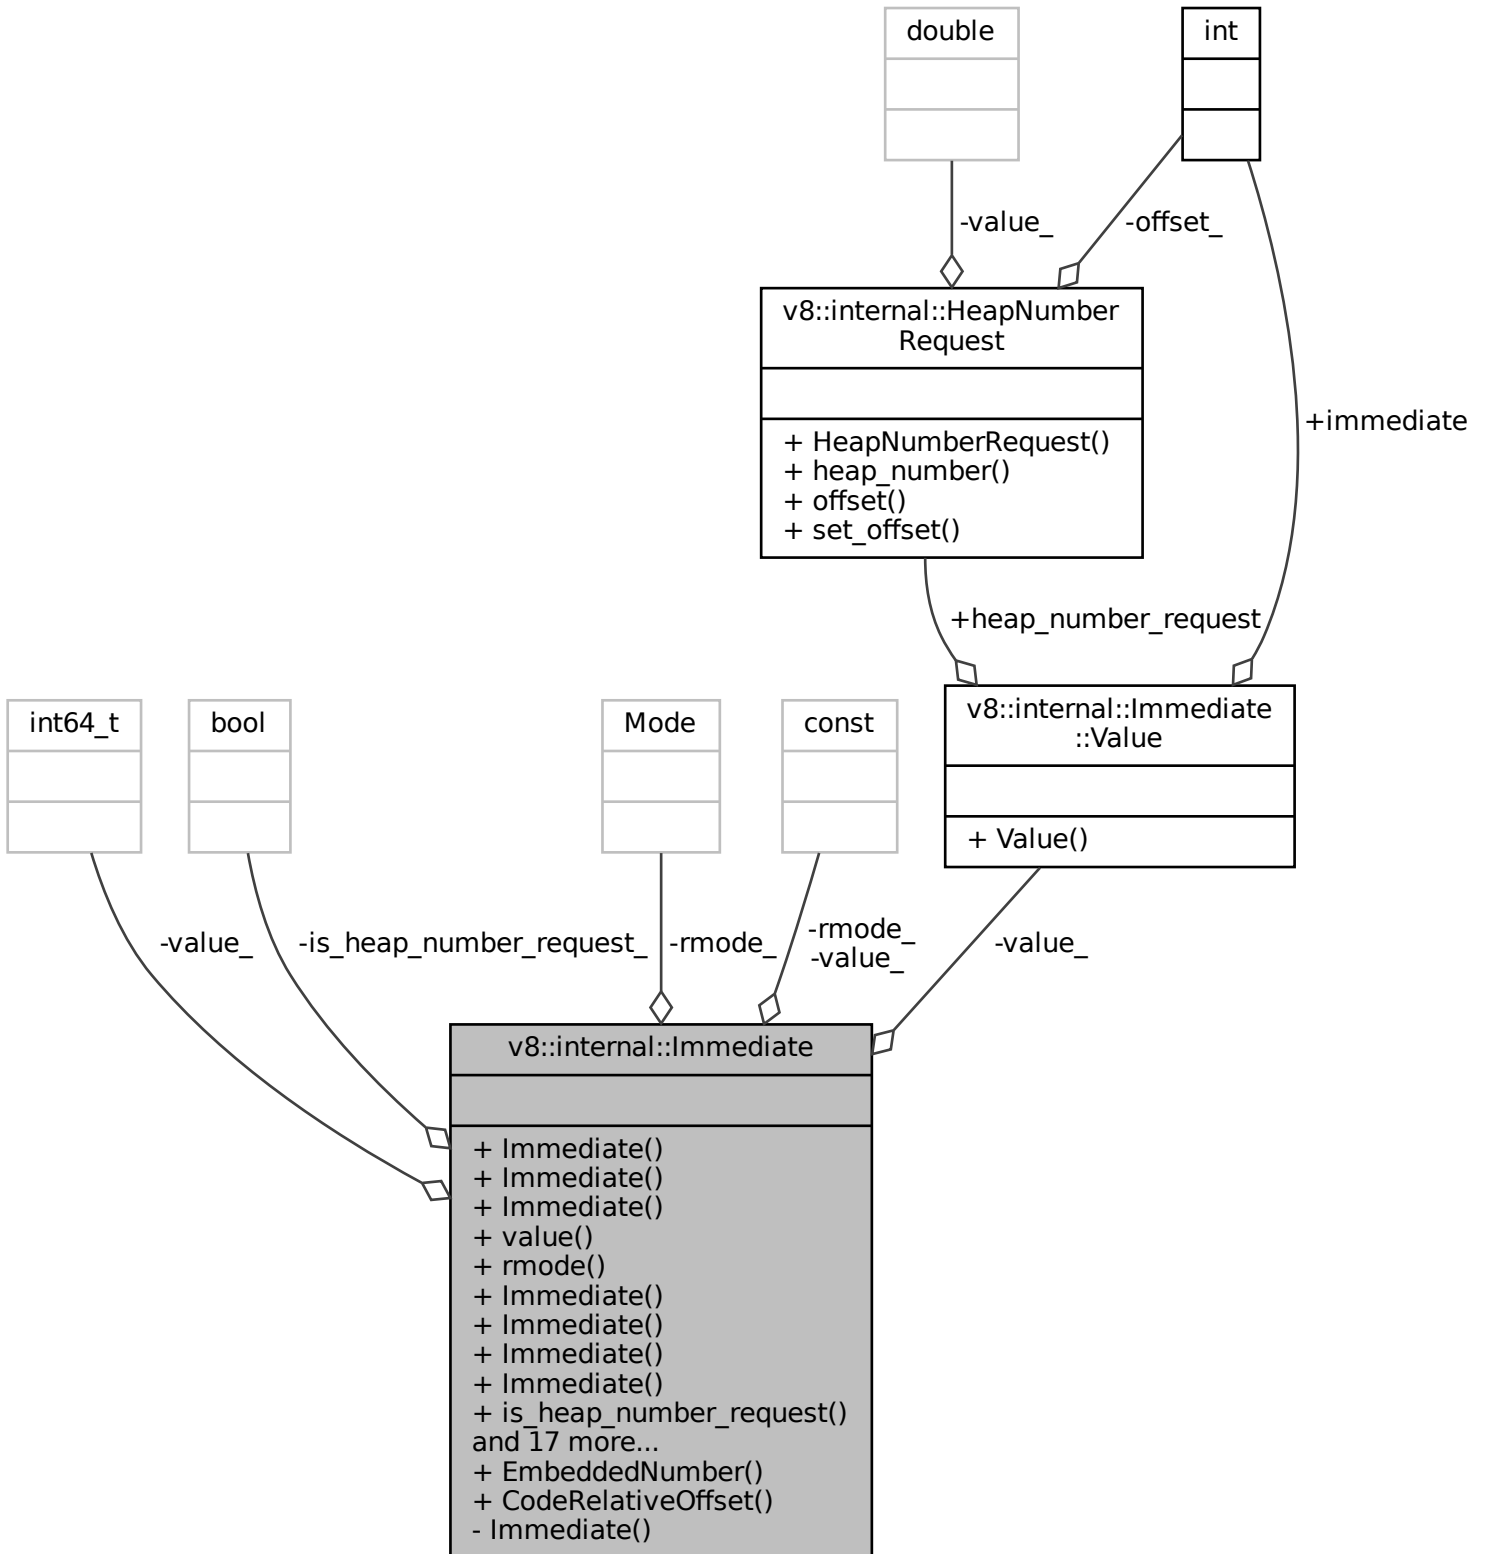 double
int
-value_
-offset_
v8::internal::HeapNumber
Request
+ HeapNumberRequest()
+ heap_number()
+ offset()
+ set_offset()
+immediate
+heap_number_request
int64_t
bool
Mode
const
v8::internal::Immediate
::Value
+ Value()
-value_
-is_heap_number_request_
-rmode_
-rmode_
-value_
-value_
v8::internal::Immediate
+ Immediate()
+ Immediate()
+ Immediate()
+ value()
+ rmode()
+ Immediate()
+ Immediate()
+ Immediate()
+ Immediate()
+ is_heap_number_request()
and 17 more...
+ EmbeddedNumber()
+ CodeRelativeOffset()
- Immediate()